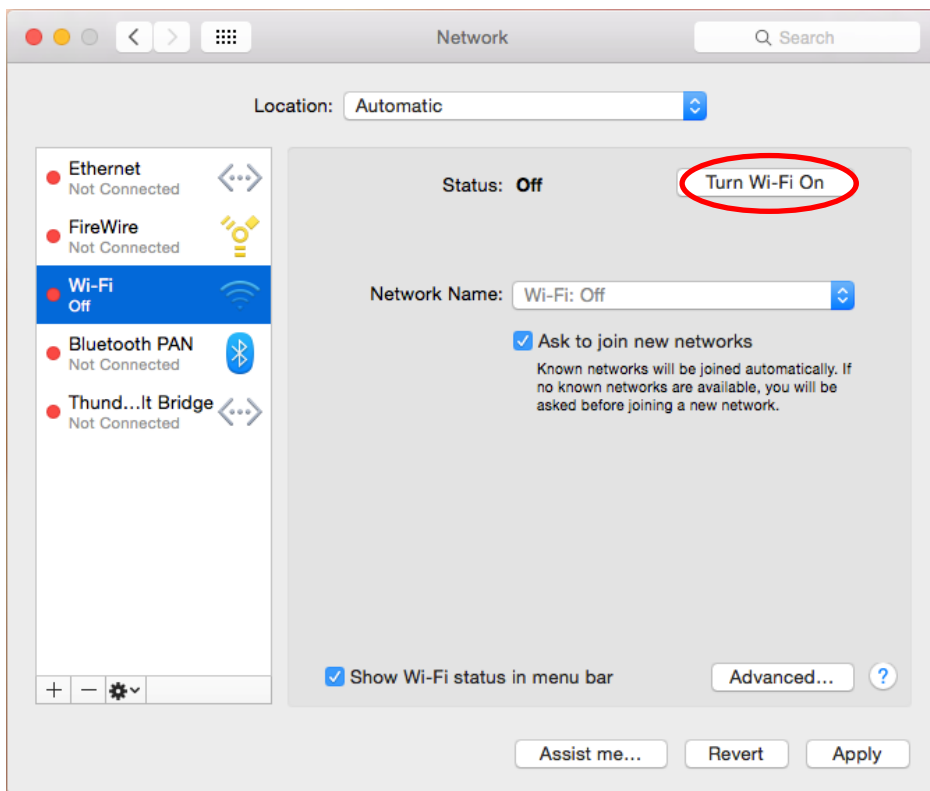 Network
Search
Location: Automatic
Ethernet
Not Connected
FireWire
Not Connected
Wi-Fi
Off
Bluetooth PAN
Not Connected
Thund...lt Bridge
Not Connected
Status: Off
Turn Wi-Fi On
Network Name: Wi-Fi: Off
Ask to join new networks
Known networks will be joined automatically. If
no known networks are available, you will be
asked before joining a new network.
Show Wi-Fi status in menu bar
Advanced...
?
Assist me...
Revert
Apply